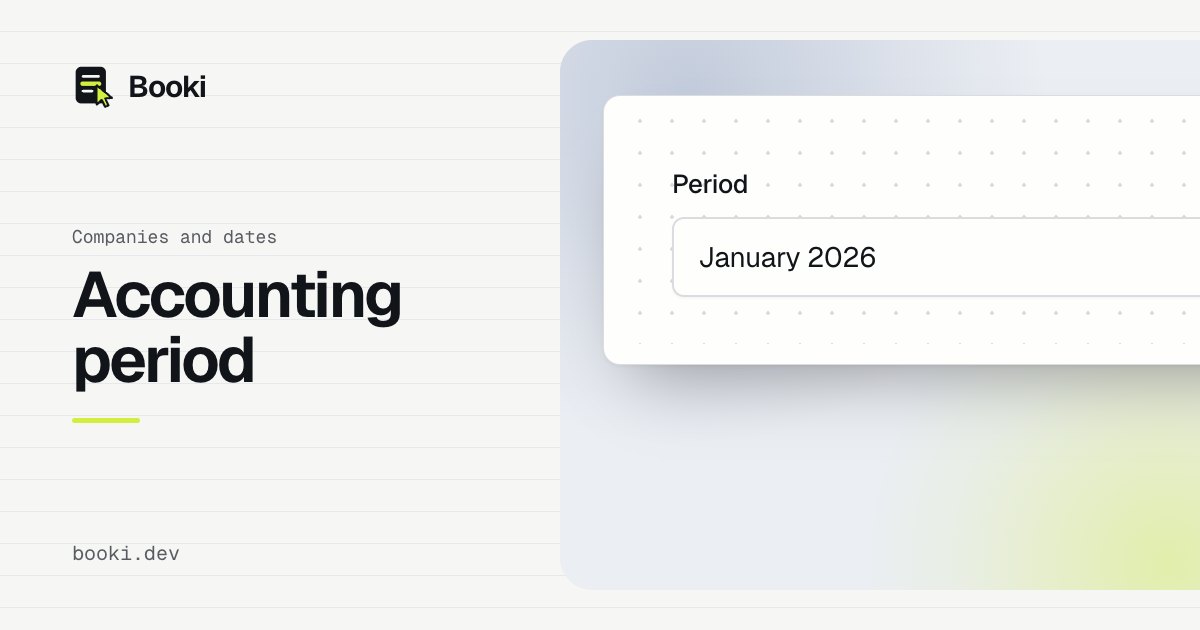 Booki
Companies and dates
Accounting
period
booki.dev
Period
January 2026